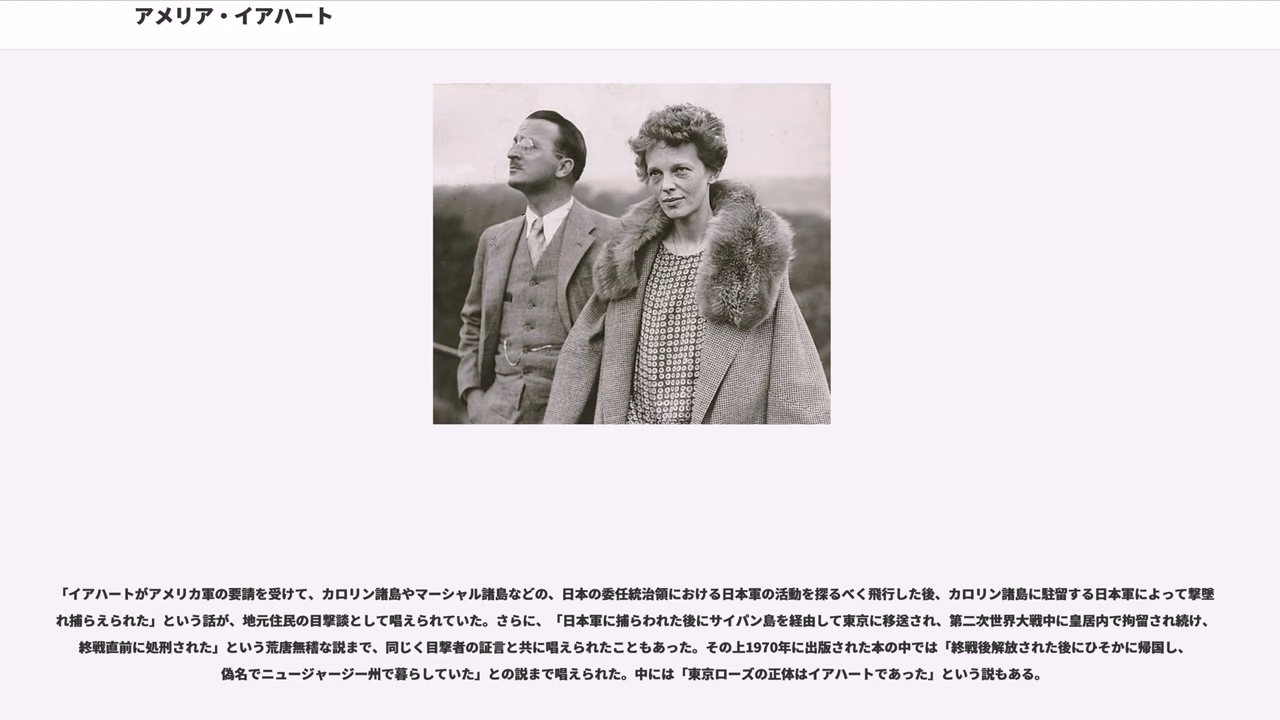 アメリア・イアハート
「イアハートがアメリカ軍の要請を受けて、カロリン諸島やマーシャル諸島などの、日本の委任統治領における日本軍の活動を探るべく飛行した後、カロリン諸島に駐留する日本軍によって撃墜
れ捕らえられた」という話が、地元住民の目撃談として唱えられていた。さらに、「日本軍に捕らわれた後にサイパン島を経由して東京に移送され、第二次世界大戦中に皇居内で拘留され続け、
終戦直前に処刑された」という荒唐無稽な説まで、同じく目撃者の証言と共に唱えられたこともあった。その上1970年に出版された本の中では「終戦後解放された後にひそかに帰国し、
偽名でニュージャージー州で暮らしていた」との説まで唱えられた。中には「東京ローズの正体はイアハートであった」という説もある。